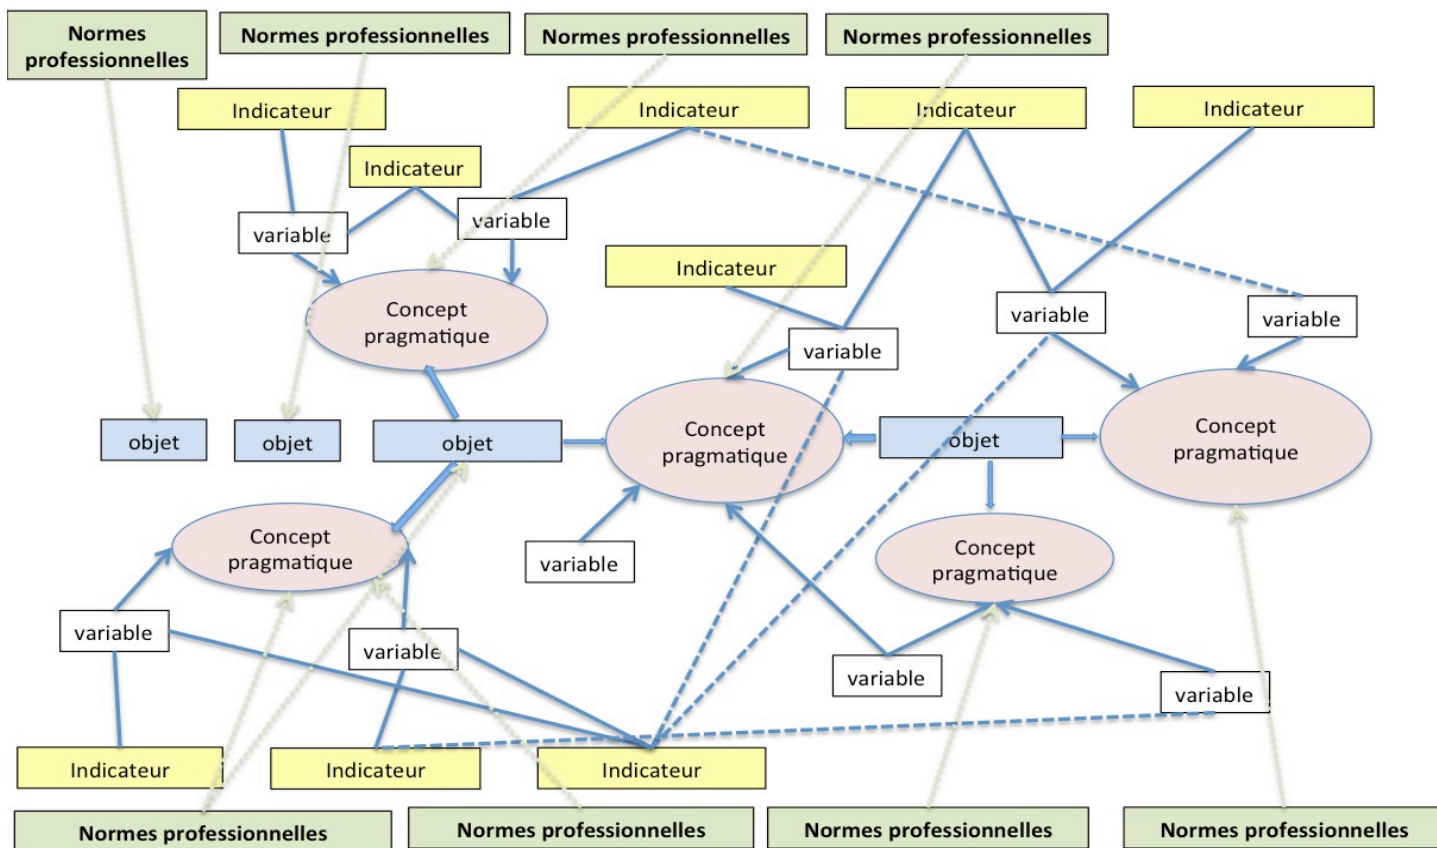 Normes
professionnelles
Normes professionnelles
Normes professionnelles
Normes professionnelles
Indicateur
Indicateur
Indicateur
Indicateur
Indicateur
variable
variable
Indicateur
Concept
pragmatique
variable
variable
variable
objet
objet
objet
Concept
pragmatique
objet
Concept
pragmatique
Concept
pragmatique
variable
Concept
pragmatique
variable
variable
variable
variable
Indicateur
Indicateur
Indicateur
Normes professionnelles
Normes professionnelles
Normes professionnelles
Normes professionnelles